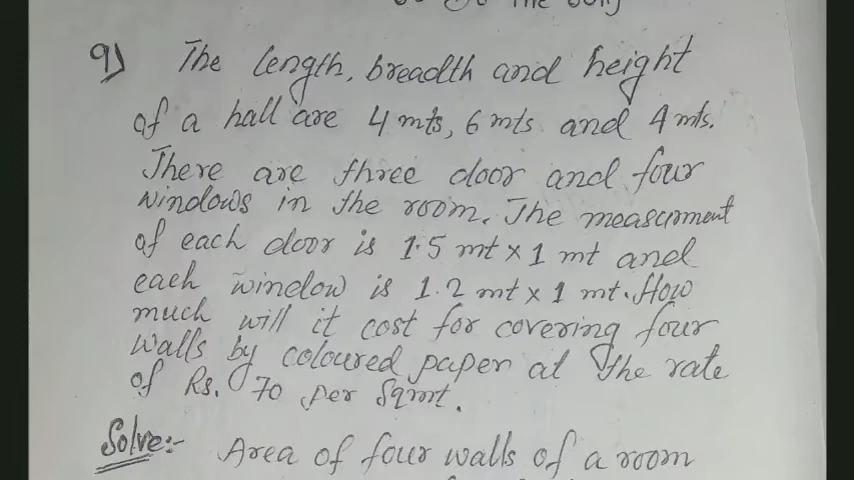 the body
9) The length, breadth and height
of a hall are 4 mts, 6 mts and 4 mts.
There are three door and four
windows in the room. The measurment
of each door is 1.5 mt x 1 mt and
each window is 1.2 mt x 1 mt. How
much will it cost for covering four
walls by coloured paper at the rate
of Rs. 70 per Sqmt.
Solve:- Area of four walls of a room